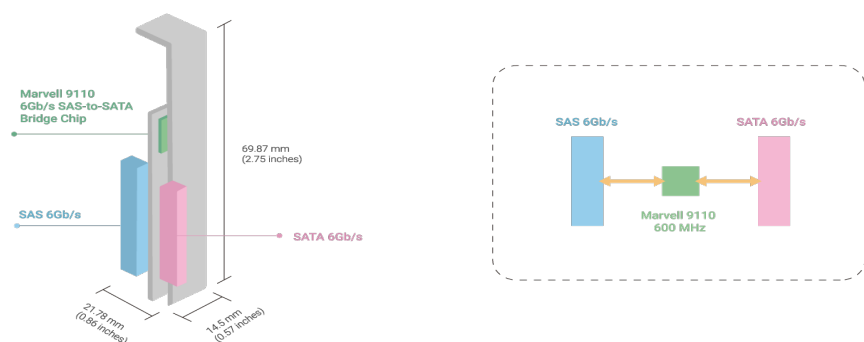 Marvell 9110
6Gb/s SAS-to-SATA
Bridge Chip
69.87 mm
(2.75 inches)
SAS 6Gb/s
SATA 6Gb/s
21.78 mm
(0.86 inches)
14.5 mm
(0.57 inches)
SAS 6Gb/s
SATA 6Gb/s
Marvell 9110
600 MHz